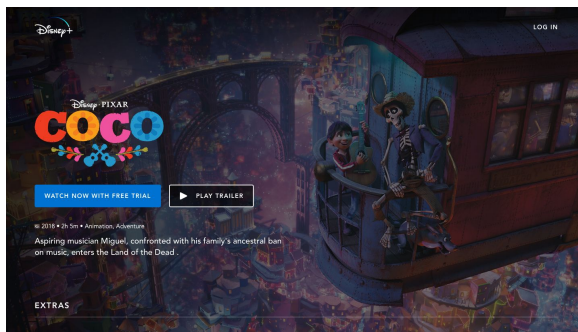 Disney+
LOG IN
Disney·PIXAR
COCO
WATCH NOW WITH FREE TRIAL
PLAY TRAILER
2018 • 2h 5m • Animation, Adventure
Aspiring musician Miguel, confronted with his family's ancestral ban
on music, enters the Land of the Dead .
EXTRAS